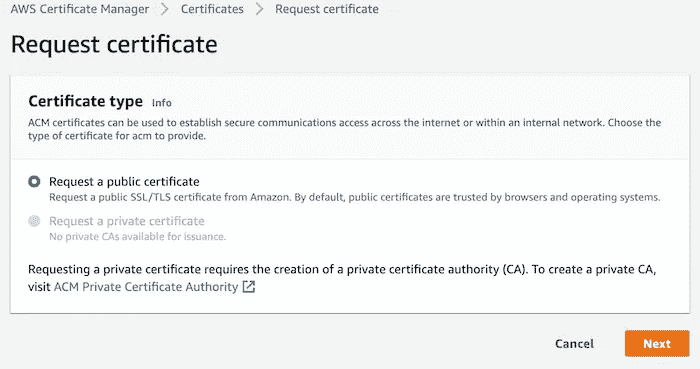 AWS Certificate Manager > Certificates > Request certificate
Request certificate
Certificate type Info
ACM certificates can be used to establish secure communications access across the internet or within an internal network. Choose the
type of certificate for acm to provide.
Request a public certificate
Request a public SSL/TLS certificate from Amazon. By default, public certificates are trusted by browsers and operating systems.
Request a private certificate
No private CAs available for issuance.
Requesting a private certificate requires the creation of a private certificate authority (CA). To create a private CA,
visit ACM Private Certificate Authority
Cancel Next